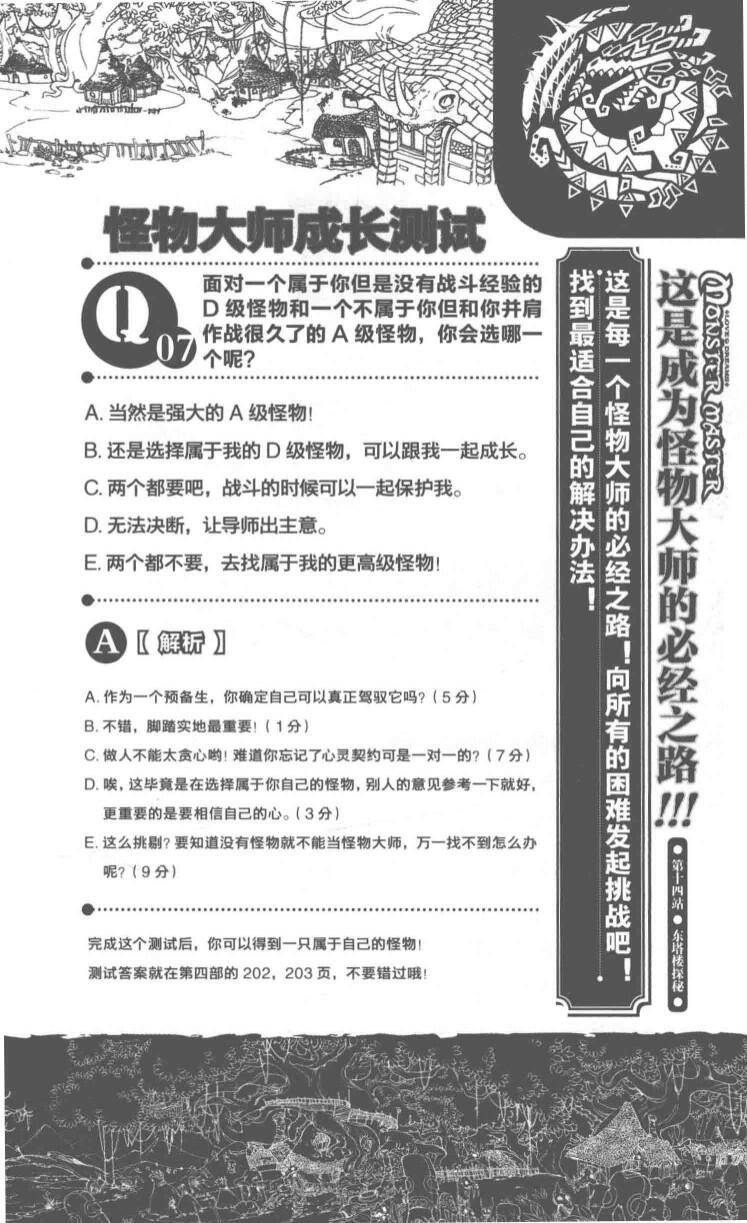 怪物大师成长测试
Q 07
面对一个属于你但是没有战斗经验的
D 级怪物和一个不属于你但和你并肩
作战很久了的 A 级怪物，你会选哪一
个呢？
A. 当然是强大的 A 级怪物！
B. 还是选择属于我的 D 级怪物，可以跟我一起成长。
C. 两个都要吧，战斗的时候可以一起保护我。
D. 无法决断，让导师出主意。
E. 两个都不要，去找属于我的更高级怪物！
A【解析】
A. 作为一个预备生，你确定自己可以真正驾驭它吗？（5 分）
B. 不错，脚踏实地最重要！（1 分）
C. 做人不能太贪心哟！难道你忘记了心灵契约可是一对一的？（7 分）
D. 唉，这毕竟是在选择属于你自己的怪物，别人的意见参考一下就好，
更重要的是要相信自己的心。（3 分）
E. 这么挑剔？要知道没有怪物就不能当怪物大师，万一找不到怎么办
呢？（9 分）
完成这个测试后，你可以得到一只属于自己的怪物！
测试答案就在第四部的 202，203 页，不要错过哦！
这是每一个怪物大师的必经之路！向所有的困难发起挑战吧！
找到最适合自己的解决办法！
MONSTER MASTER
LOVE & DREAMS
这是成为怪物大师的必经之路!!!
●第十四站●东塔楼探秘●